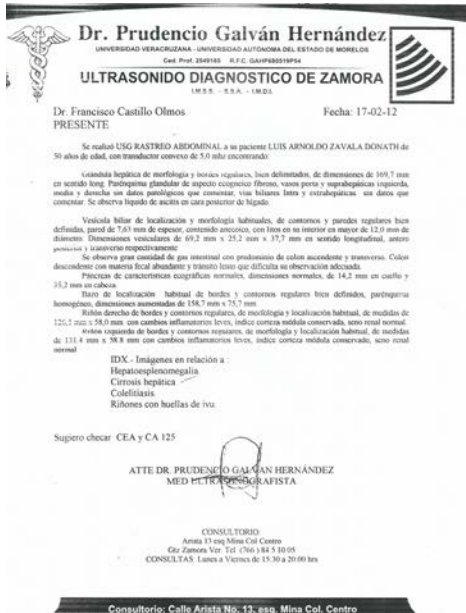 Dr. Prudencio Galván Hernández
UNIVERSIDAD VERACRUZANA - UNIVERSIDAD AUTÓNOMA DEL ESTADO DE MORELOS
Ced. Prof. 2549185 R.F.C. GAHP680519P54
ULTRASONIDO DIAGNOSTICO DE ZAMORA
I.M.S.S. - S.S.A. - I.M.D.I.
Dr. Francisco Castillo Olmos Fecha: 17-02-12
PRESENTE
Se realizó USG RASTREO ABDOMINAL a su paciente LUIS ARNOLDO ZAVALA DONATH de
50 años de edad, con transductor convexo de 5.0 mhz encontrando:
Glándula hepática de morfología y bordes regulares, bien delimitados, de dimensiones de 169,7 mm
en sentido long. Parénquima glandular de aspecto ecogénico fibroso, vasos porta y suprahepáticas izquierda,
media y derecha sin datos patológicos que comentar, vías biliares Intra y extrahepáticas sin datos que
comentar. Se observa líquido de ascitis en cara posterior de hígado.
Vesícula biliar de localización y morfología habituales, de contornos y paredes regulares bien
definidas, pared de 7,63 mm de espesor, contenido anecoico, con litos en su interior en mayor de 12,0 mm de
diámetro. Dimensiones vesiculares de 69,2 mm x 25,2 mm x 37,7 mm en sentido longitudinal, antero
posterior y transverso respectivamente
Se observa gran cantidad de gas intestinal con predominio de colon ascendente y transverso. Colon
descendente con materia fecal abundante y tránsito lento que dificulta su observación adecuada.
Páncreas de características ecográficas normales, dimensiones normales, de 14,2 mm en cuello y
35,2 mm en cabeza.
Bazo de localización habitual de bordes y contornos regulares bien definidos, parénquima
homogéneo, dimensiones aumentadas de 158,7 mm x 75,7 mm
Riñón derecho de bordes y contornos regulares, de morfología y localización habitual, de medidas de
mm x 58,0 mm. con cambios inflamatorios leves, índice corteza módula conservada, seno renal normal.
Riñón izquierdo de bordes y contornos regulares, de morfología y localización habitual, de medidas
de 111.4 mm x 58.8 mm con cambios inflamatorios leves, índice corteza módula conservado, seno renal
normal
IDX.- Imágenes en relación a :
Hepatoesplenomegalia.
Cirrosis hepática
Colelitiasis.
Riñones con huellas de ivu.
Sugiero checar CEA y CA 125
ATTE DR. PRUDENCIO GALVAN HERNÁNDEZ
MED ULTRASONOGRAFISTA
CONSULTORIO
Arista 13 esq Mina Col Centro
Gtz Zamora Ver. Tel (766 ) 84 5 10 05
CONSULTAS: Lunes a Viernes de 15:30 a 20:00 hrs
Consultorio: Calle Arista No. 13, esq. Mina Col. Centro